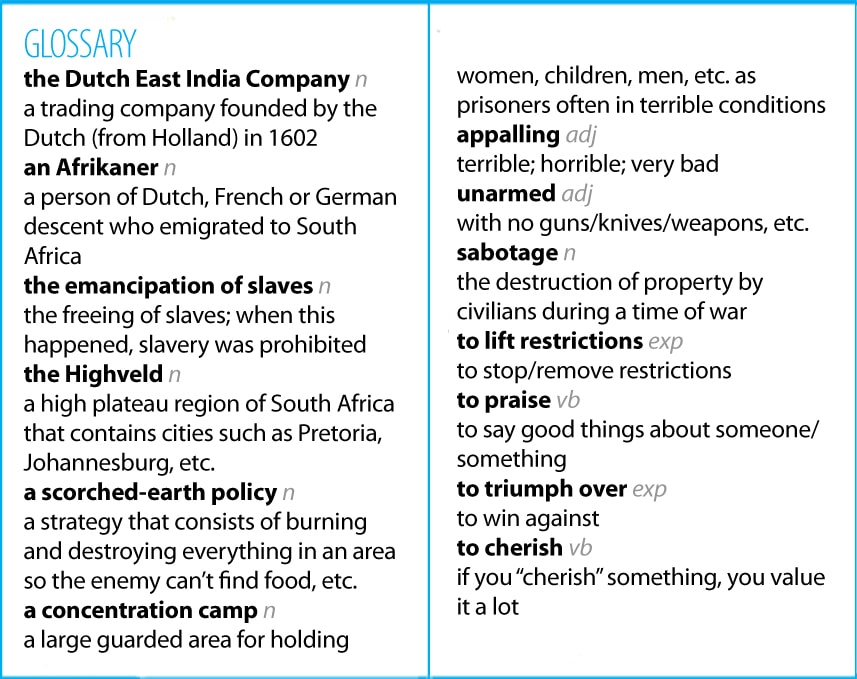 GLOSSARY
the Dutch East India Company n
a trading company founded by the
Dutch (from Holland) in 1602
an Afrikaner n
a person of Dutch, French or German
descent who emigrated to South
Africa
the emancipation of slaves n
the freeing of slaves; when this
happened, slavery was prohibited
the Highveld n
a high plateau region of South Africa
that contains cities such as Pretoria,
Johannesburg, etc.
a scorched-earth policy n
a strategy that consists of burning
and destroying everything in an area
so the enemy can’t find food, etc.
a concentration camp n
a large guarded area for holding
women, children, men, etc. as
prisoners often in terrible conditions
appalling adj
terrible; horrible; very bad
unarmed adj
with no guns/knives/weapons, etc.
sabotage n
the destruction of property by
civilians during a time of war
to lift restrictions exp
to stop/remove restrictions
to praise vb
to say good things about someone/
something
to triumph over exp
to win against
to cherish vb
if you “cherish” something, you value
it a lot